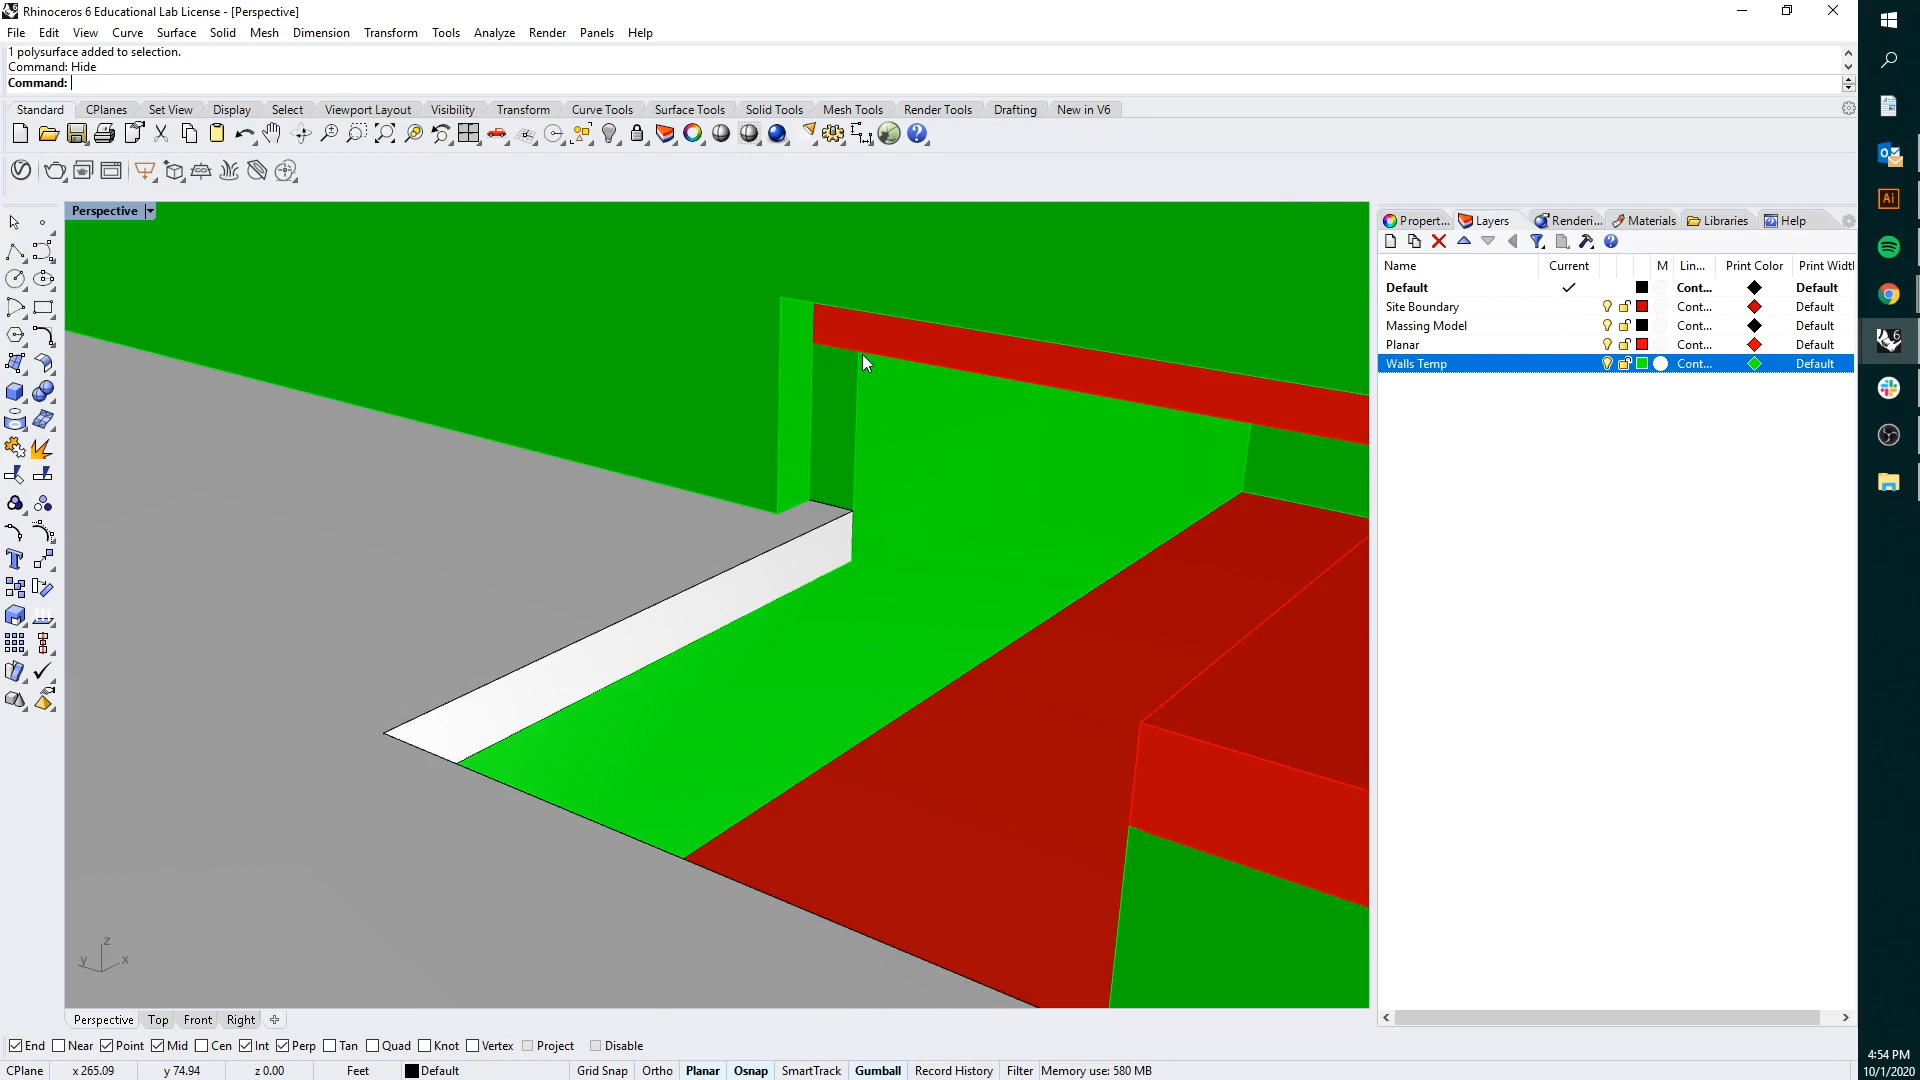 Rhinoceros 6 Educational Lab License - [Perspective]
File Edit View Curve Surface Solid Mesh Dimension Transform Tools Analyze Render Panels Help
1 polysurface added to selection.
Command: Hide
Command:
Standard CPlanes Set View Display Select Viewport Layout Visibility Transform Curve Tools Surface Tools Solid Tools Mesh Tools Render Tools Drafting New in V6
Perspective
Propert... Layers Renderi... Materials Libraries Help
Name Current M Lin... Print Color Print Widtl
Default Cont... Default
Site Boundary Cont... Default
Massing Model Cont... Default
Planar Cont... Default
Walls Temp Cont... Default
Ai
6
z
y x
Perspective Top Front Right
End Near Point Mid Cen Int Perp Tan Quad Knot Vertex Project Disable
CPlane x 265.09 y 74.94 z 0.00 Feet Default Grid Snap Ortho Planar Osnap SmartTrack Gumball Record History Filter Memory use: 580 MB
4:54 PM
10/1/2020